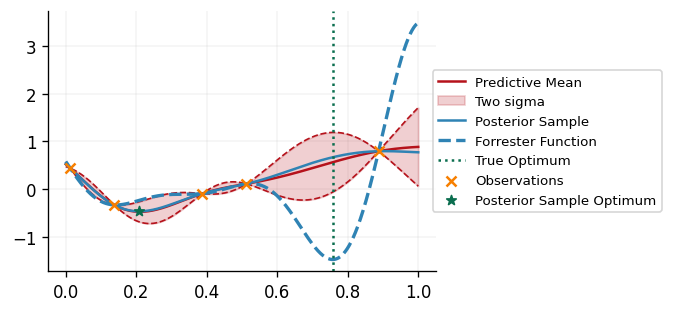 3
2
1
0
−1
0.0 0.2 0.4 0.6 0.8 1.0
Predictive Mean
Two sigma
Posterior Sample
Forrester Function
True Optimum
Observations
Posterior Sample Optimum